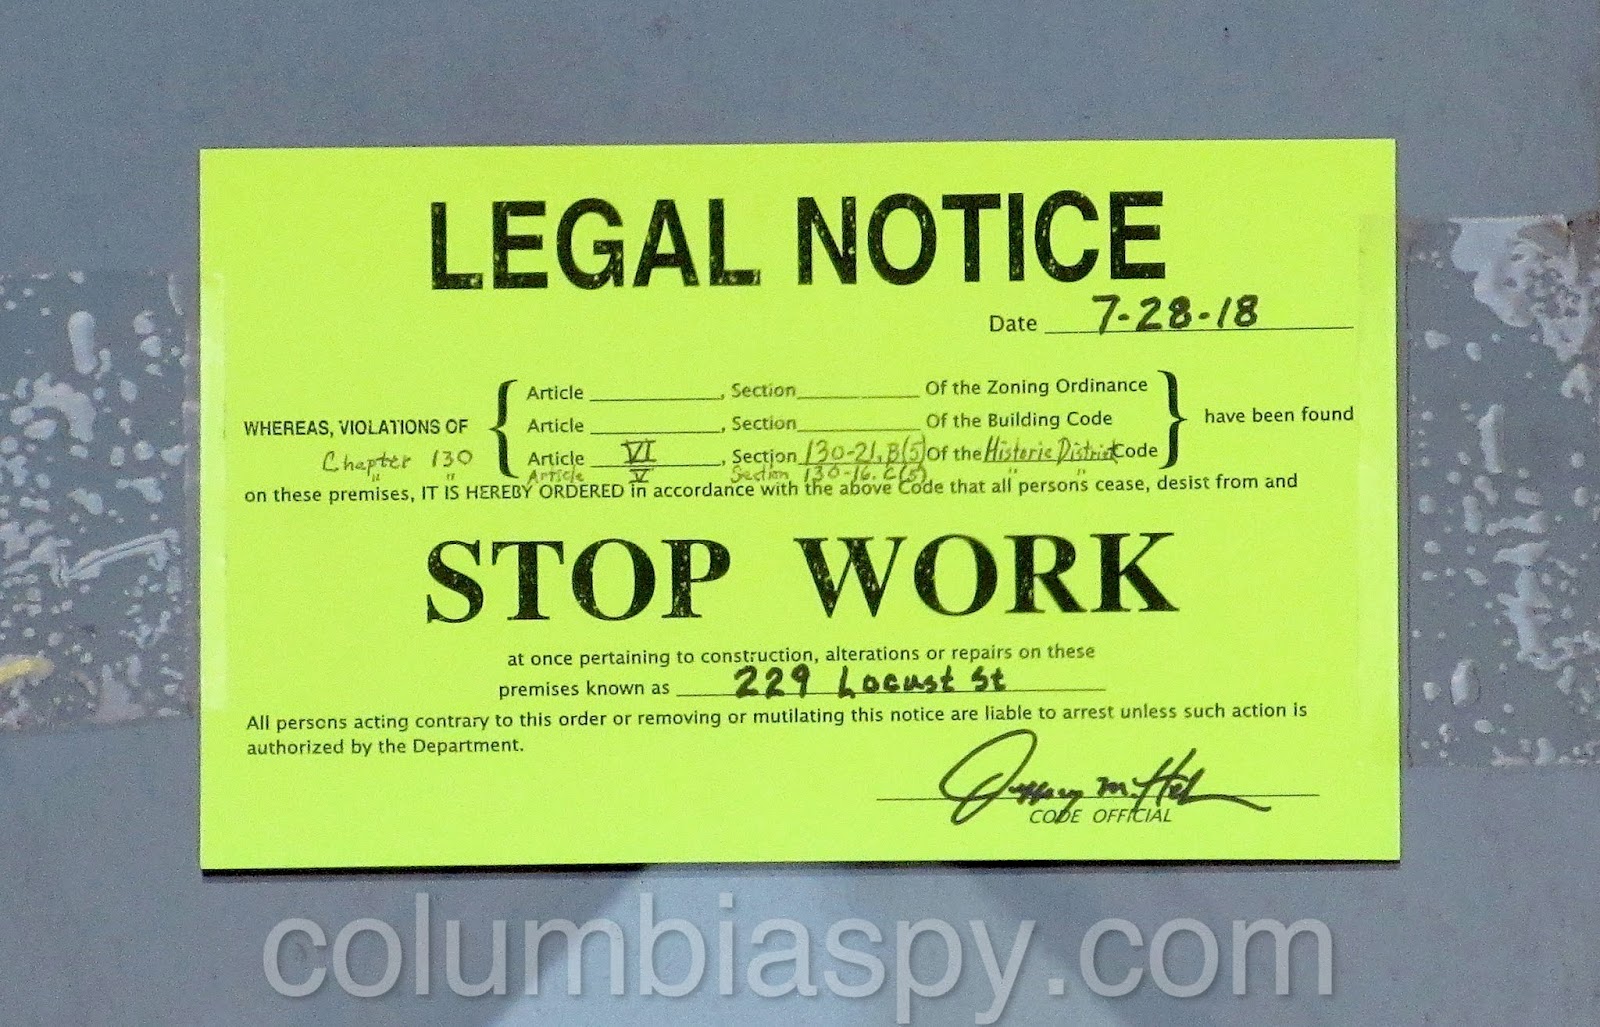 LEGAL NOTICE
Date 7-28-18
Article ________, Section ________ Of the Zoning Ordinance
WHEREAS, VIOLATIONS OF Article ________, Section ________ Of the Building Code have been found
Chapter 130 Article VI, Section 130-21, B(5) Of the Historic District Code
" " Article V Section 130-16. C(5) " "
on these premises, IT IS HEREBY ORDERED in accordance with the above Code that all persons cease, desist from and
STOP WORK
at once pertaining to construction, alterations or repairs on these
premises known as 229 Locust St
All persons acting contrary to this order or removing or mutilating this notice are liable to arrest unless such action is
authorized by the Department.
Jeffrey M.
CODE OFFICIAL
columbiaspy.com